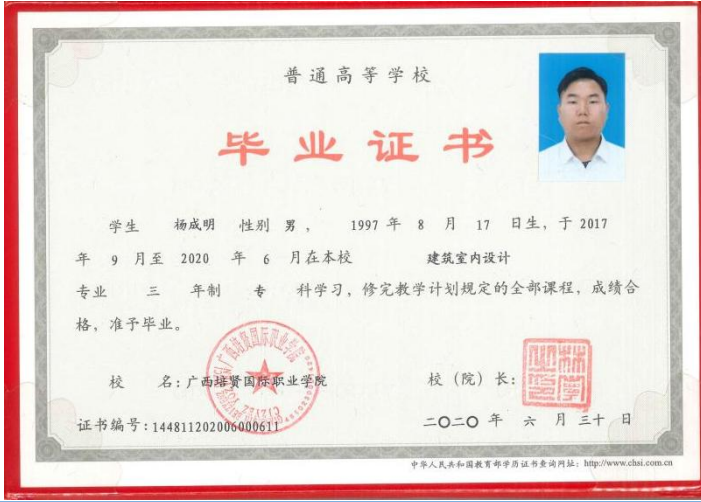 普通高等学校
毕业证书
学生 杨成明 性别 男, 1997 年 8 月 17 日生,于 2017
年 9 月至 2020 年 6 月在本校 建筑室内设计
专业 三 年制 专 科学习,修完教学计划规定的全部课程,成绩合
格,准予毕业。
校 名:广西培贤国际职业学院
校(院)长:
证书编号:144811202006000611
二〇二〇 年 六 月 三十 日
中华人民共和国教育部学历证书查询网址:http://www.chsi.com.cn